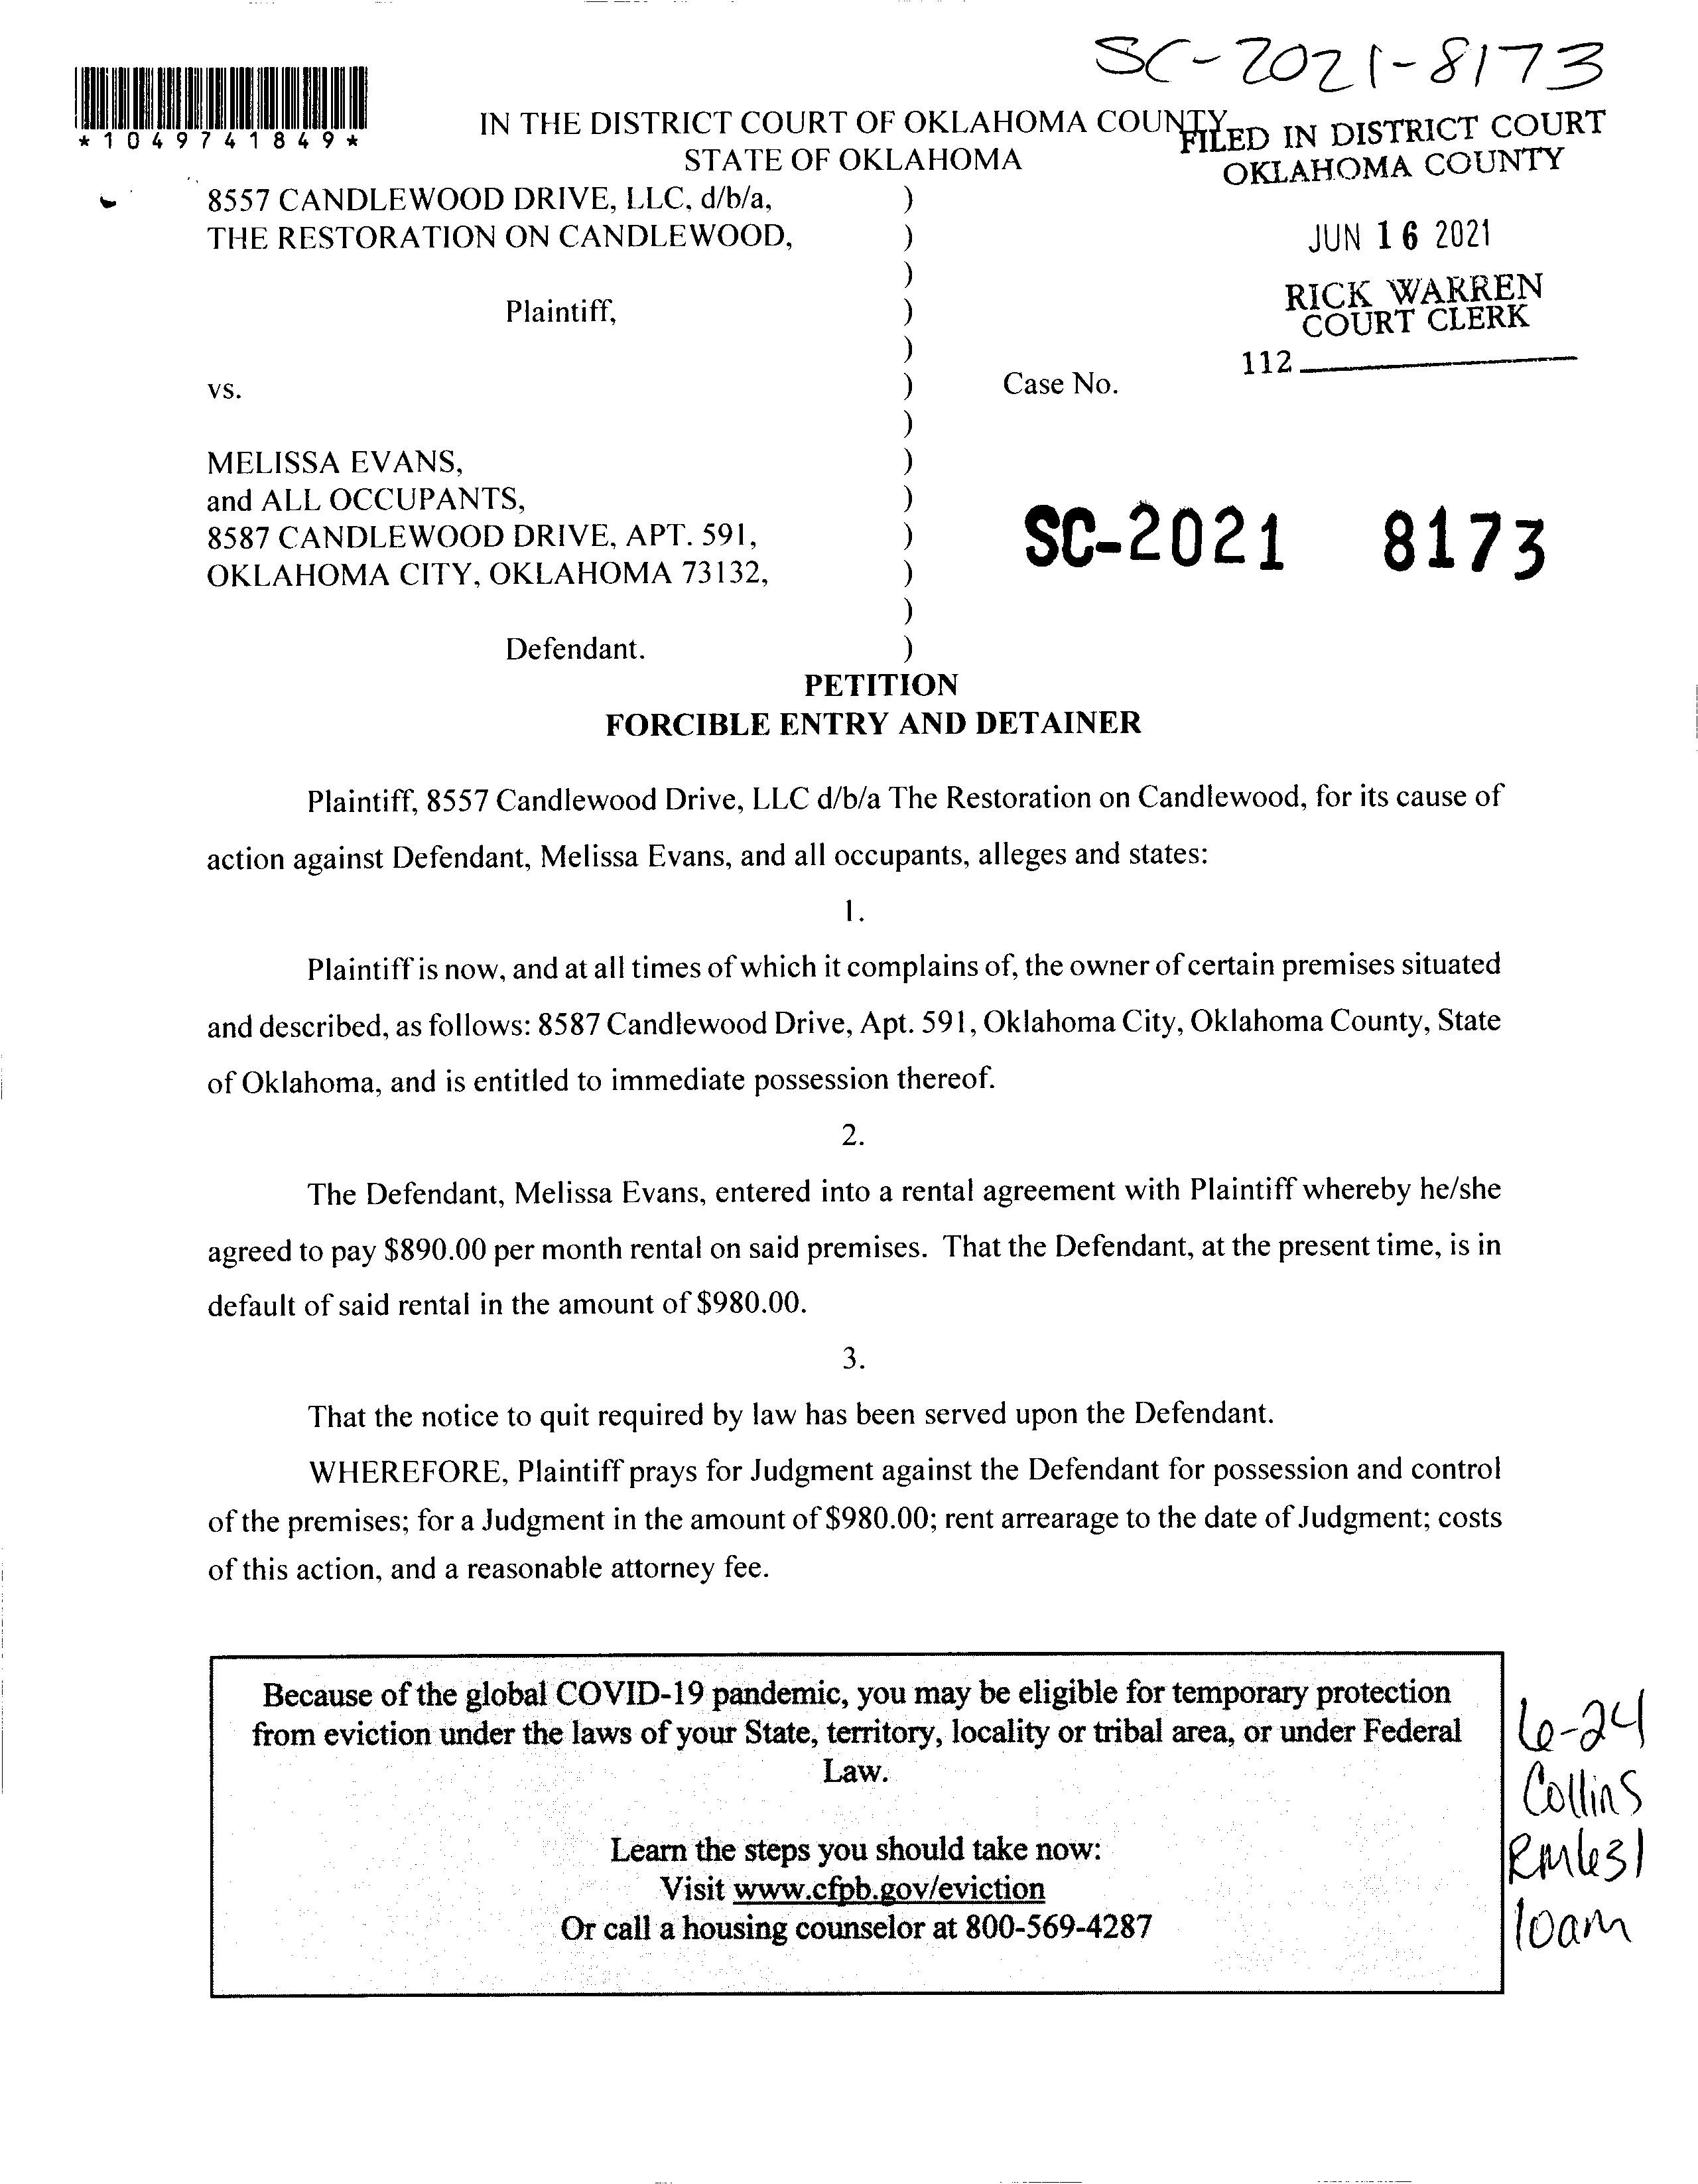 SC-2021-8173
*1049741849*
IN THE DISTRICT COURT OF OKLAHOMA COUNTY
STATE OF OKLAHOMA
FILED IN DISTRICT COURT
OKLAHOMA COUNTY
JUN 16 2021
RICK WARREN
COURT CLERK
112
8557 CANDLEWOOD DRIVE, LLC, d/b/a, )
THE RESTORATION ON CANDLEWOOD, )
)
Plaintiff, )
)
vs. ) Case No.
)
MELISSA EVANS, )
and ALL OCCUPANTS, )
8587 CANDLEWOOD DRIVE, APT. 591, ) SC-2021 8173
OKLAHOMA CITY, OKLAHOMA 73132, )
)
Defendant. )
PETITION
FORCIBLE ENTRY AND DETAINER
Plaintiff, 8557 Candlewood Drive, LLC d/b/a The Restoration on Candlewood, for its cause of
action against Defendant, Melissa Evans, and all occupants, alleges and states:
1.
Plaintiff is now, and at all times of which it complains of, the owner of certain premises situated
and described, as follows: 8587 Candlewood Drive, Apt. 591, Oklahoma City, Oklahoma County, State
of Oklahoma, and is entitled to immediate possession thereof.
2.
The Defendant, Melissa Evans, entered into a rental agreement with Plaintiff whereby he/she
agreed to pay $890.00 per month rental on said premises. That the Defendant, at the present time, is in
default of said rental in the amount of $980.00.
3.
That the notice to quit required by law has been served upon the Defendant.
WHEREFORE, Plaintiff prays for Judgment against the Defendant for possession and control
of the premises; for a Judgment in the amount of $980.00; rent arrearage to the date of Judgment; costs
of this action, and a reasonable attorney fee.
Because of the global COVID-19 pandemic, you may be eligible for temporary protection
from eviction under the laws of your State, territory, locality or tribal area, or under Federal
Law.
Learn the steps you should take now:
Visit www.cfpb.gov/eviction
Or call a housing counselor at 800-569-4287
6-24
Collins
Rm631
10am